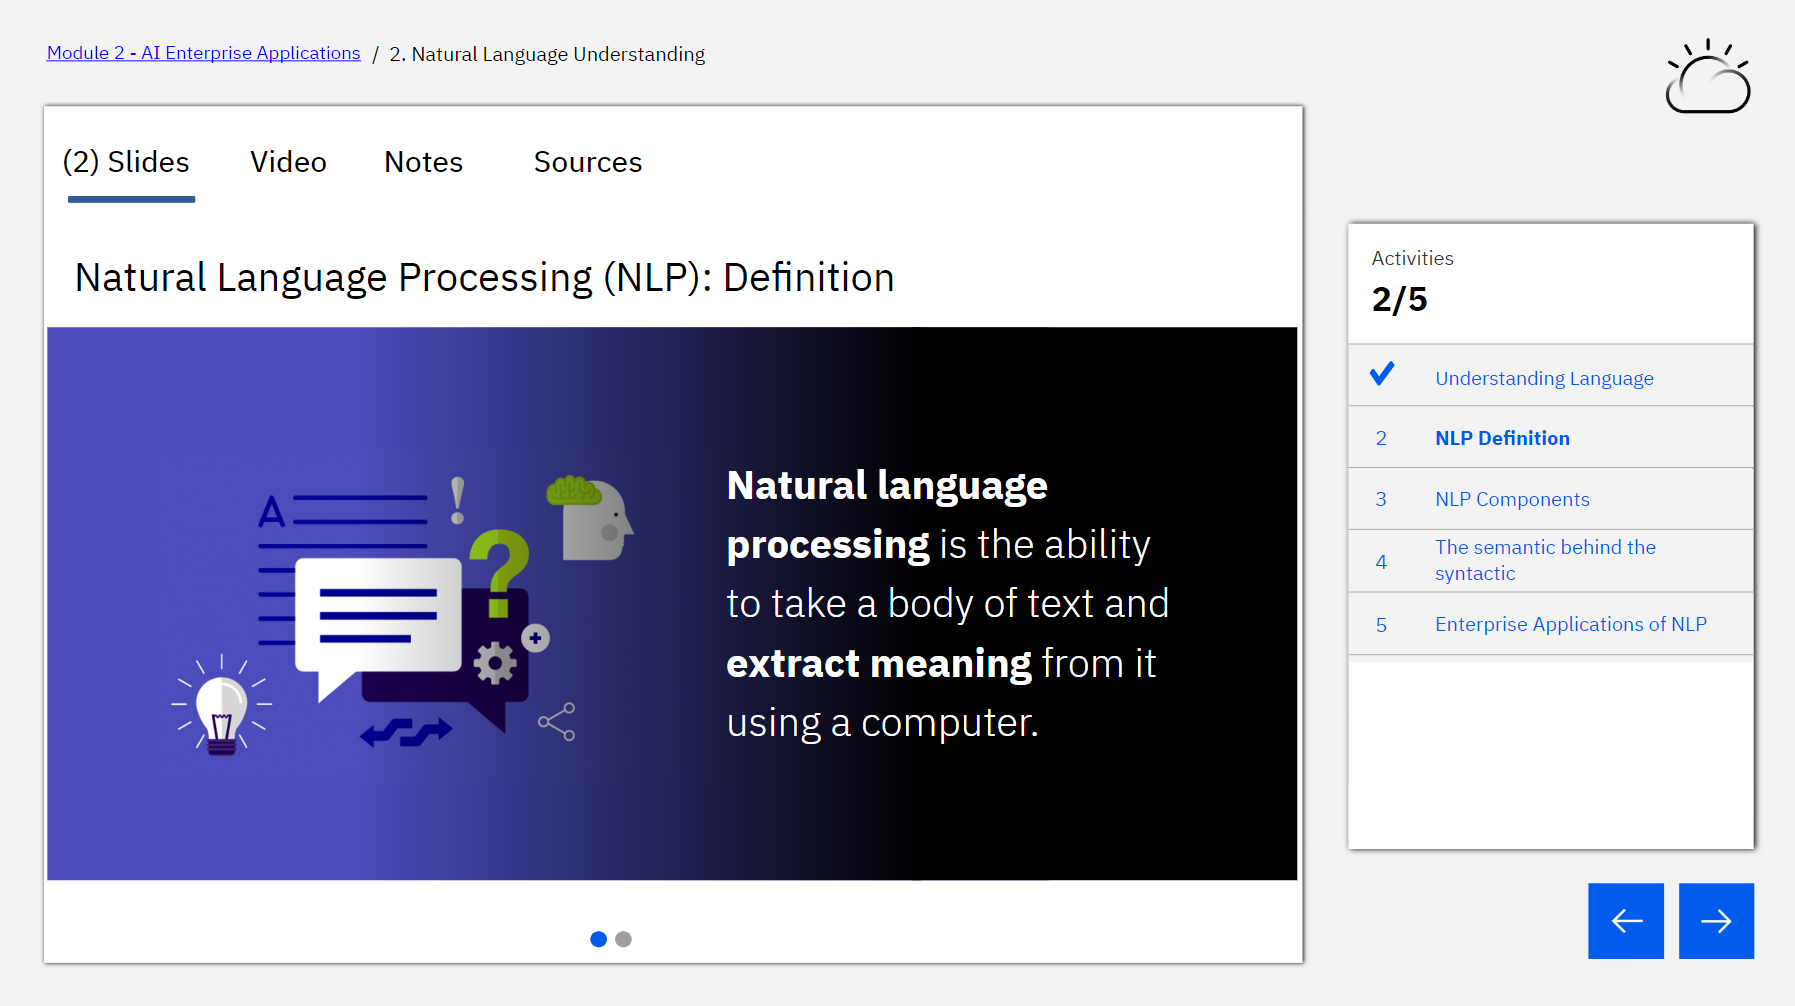 Module 2 - AI Enterprise Applications / 2. Natural Language Understanding
(2) Slides Video Notes Sources
Natural Language Processing (NLP): Definition
A
!
?
Natural language
processing is the ability
to take a body of text and
extract meaning from it
using a computer.
Activities
2/5
Understanding Language
2 NLP Definition
3 NLP Components
4 The semantic behind the
syntactic
5 Enterprise Applications of NLP